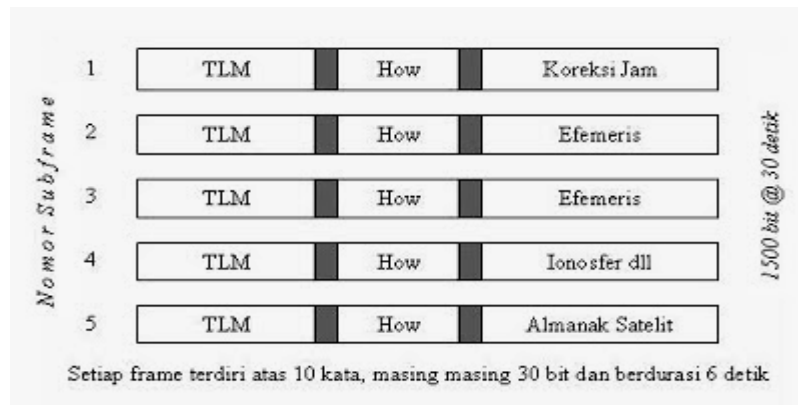 Nomor Subframe
1 TLM How Koreksi Jam
2 TLM How Efemeris
3 TLM How Efemeris
4 TLM How Ionosfer dll
5 TLM How Almanak Satelit
1500 bit @ 30 detik
Setiap frame terdiri atas 10 kata, masing masing 30 bit dan berdurasi 6 detik